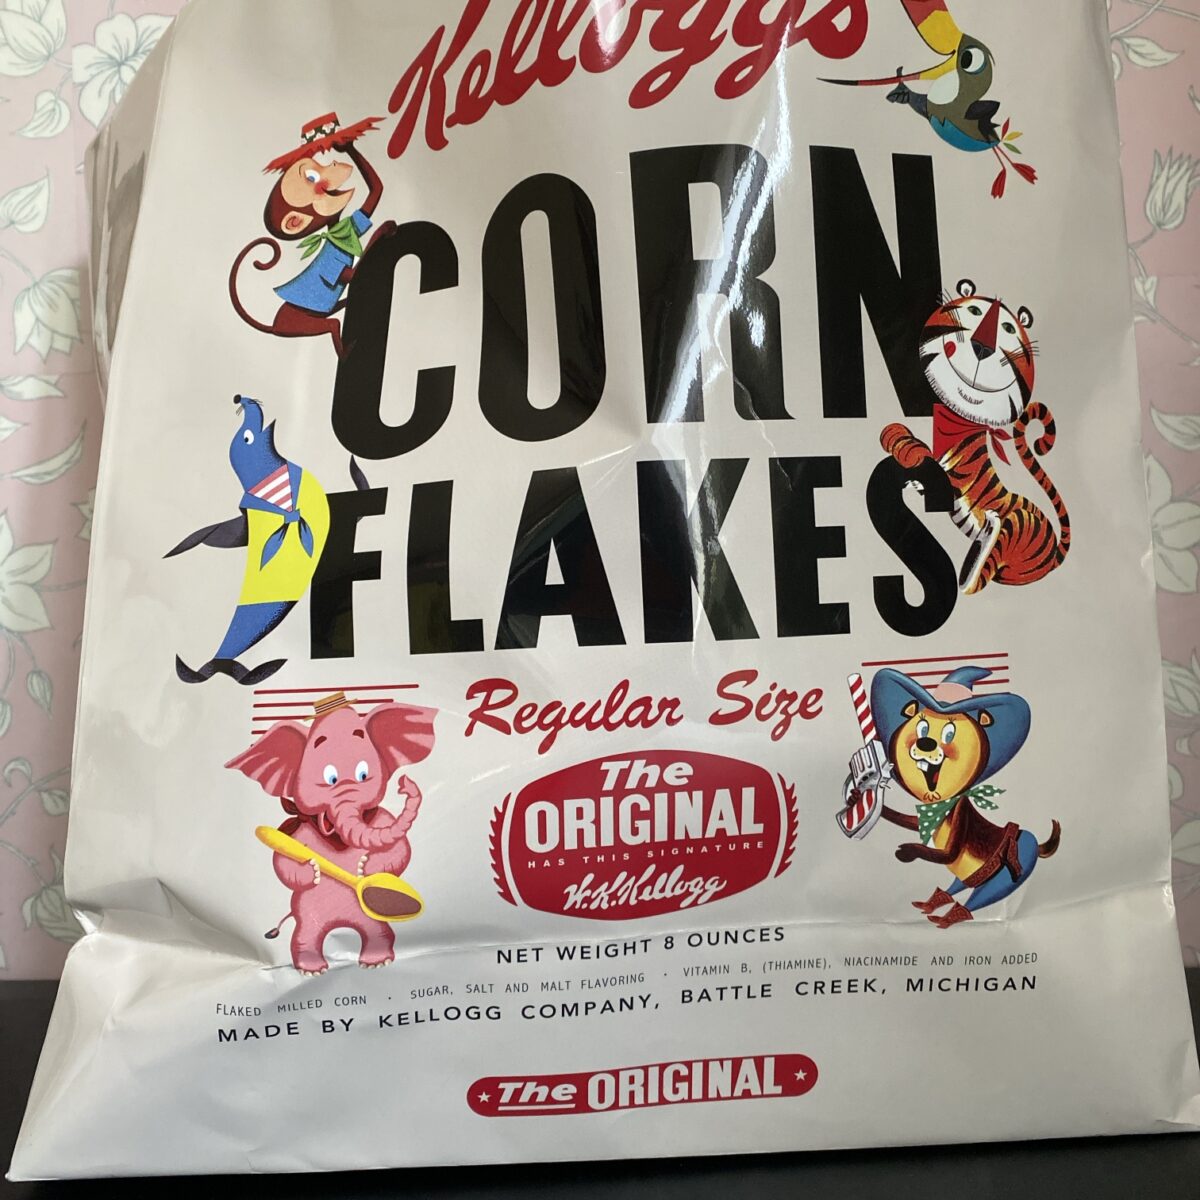 Kellogg's
CORN
FLAKES
Regular Size
The
ORIGINAL
HAS THIS SIGNATURE
W.K.Kellogg
NET WEIGHT 8 OUNCES
FLAKED MILLED CORN · SUGAR, SALT AND MALT FLAVORING · VITAMIN B, (THIAMINE), NIACINAMIDE AND IRON ADDED
MADE BY KELLOGG COMPANY, BATTLE CREEK, MICHIGAN
The ORIGINAL